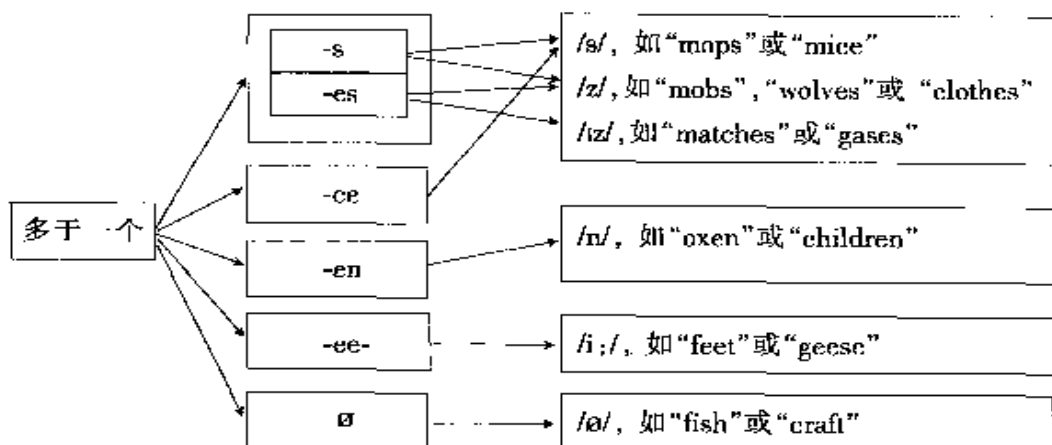 -s
-es
-ce
多于一个
-en
-ee-
ø
/s/, 如“mops”或“mice”
/z/,如“mobs”,“wolves”或“clothes”
/ɪz/,如“matches”或“gases”
/n/, 如“oxen”或“children”
/i:/, 如“feet”或“geese”
/ø/, 如“fish”或“craft”